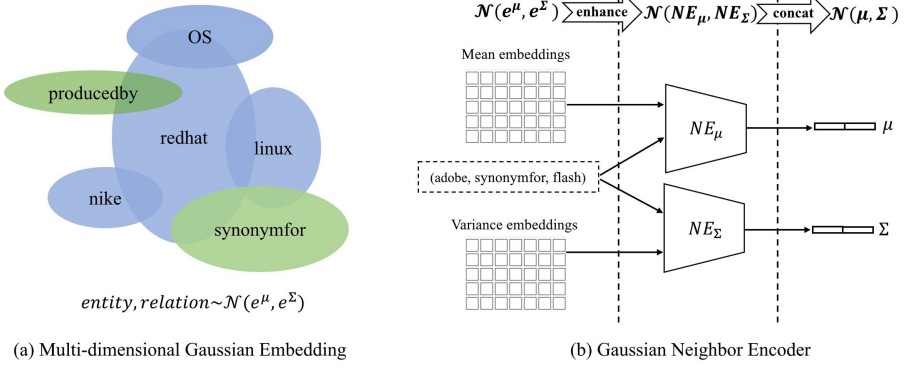 OS
producedby
redhat
linux
nike
synonymfor
entity,relation~𝒩(e^μ, e^Σ)
(a) Multi-dimensional Gaussian Embedding
𝒩(e^μ, e^Σ) enhance 𝒩(NE_μ, NE_Σ) concat 𝒩(μ, Σ)
Mean embeddings
NE_μ
μ
(adobe, synonymfor, flash)
Variance embeddings
NE_Σ
Σ
(b) Gaussian Neighbor Encoder